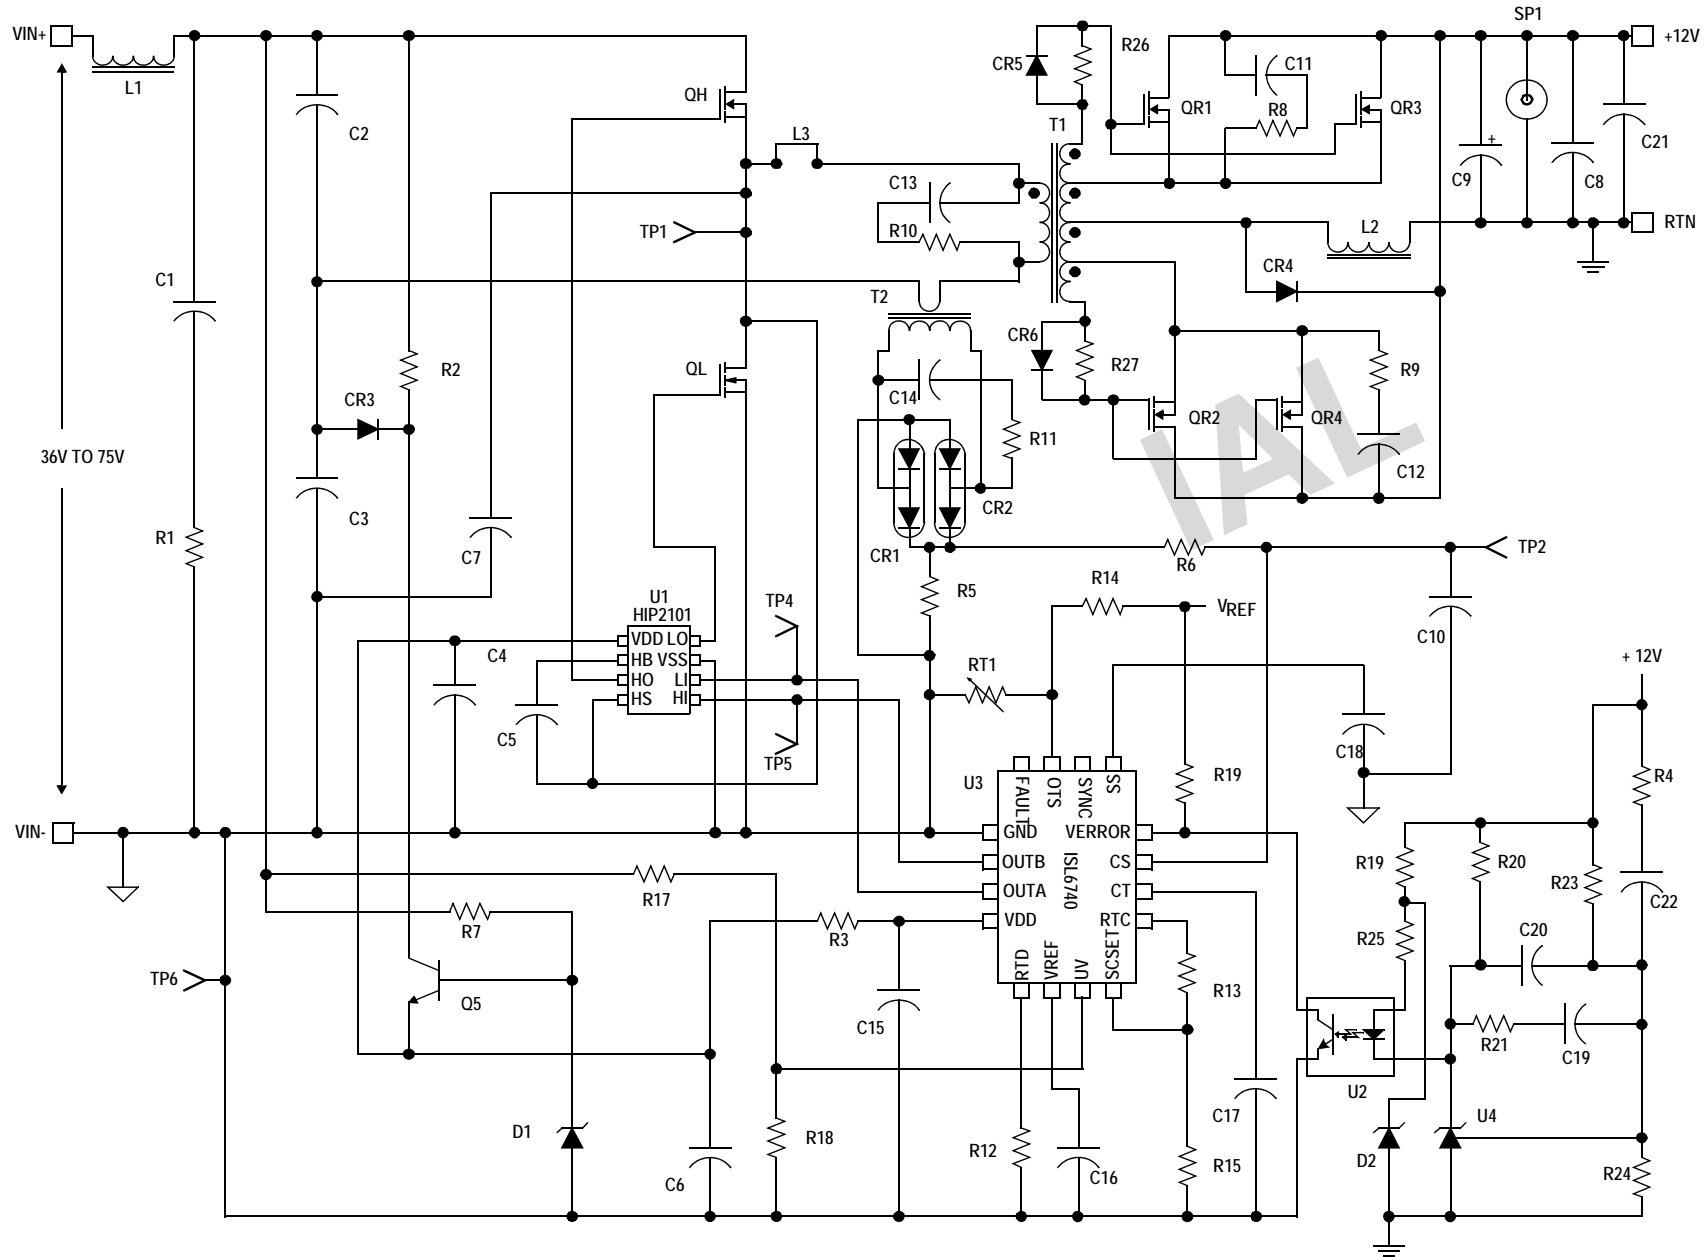 SP1
VIN+
+12V
L1
R26
CR5
C11
QH
QR1
R8
QR3
C2
T1
L3
C9
+
C8
C21
C13
TP1
R10
L2
RTN
C1
CR4
T2
CR6
R2
QL
R27
R9
CR3
C14
QR2
QR4
R11
36V TO 75V
IAL
C12
C3
CR2
R1
C7
CR1
R6
TP2
R5
R14
U1
HIP2101
TP4
VREF
C10
VDD LO
HB VSS
HO LI
HS HI
C4
RT1
+ 12V
C5
TP5
C18
U3
FAULT
OTS
SYNC
SS
R19
R4
VIN-
GND
VERROR
OUTB
CS
OUTA
CT
VDD
RTC
ISL6740
RTD
VREF
UV
SCSET
R19
R20
R23
C22
R17
R7
R3
R25
C20
TP6
Q5
R13
C15
R21
C19
U2
C17
D1
R18
U4
R12
D2
C6
C16
R15
R24